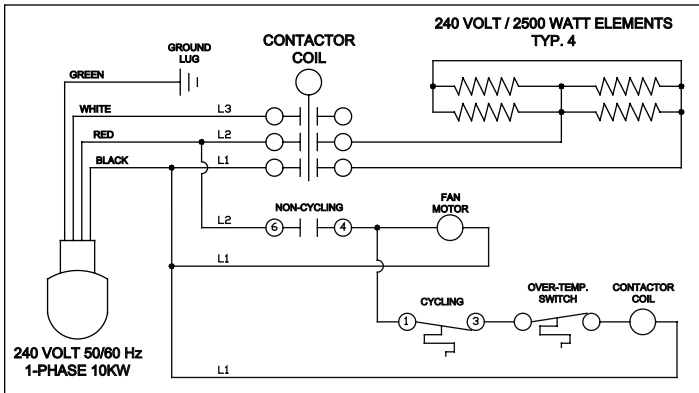 240 VOLT / 2500 WATT ELEMENTS
TYP. 4
CONTACTOR
COIL
GROUND
LUG
GREEN
WHITE
L3
RED
L2
BLACK
L1
NON-CYCLING
FAN
MOTOR
L2
6
4
L1
CYCLING
OVER-TEMP.
SWITCH
CONTACTOR
COIL
1
3
240 VOLT 50/60 Hz
1-PHASE 10KW
L1